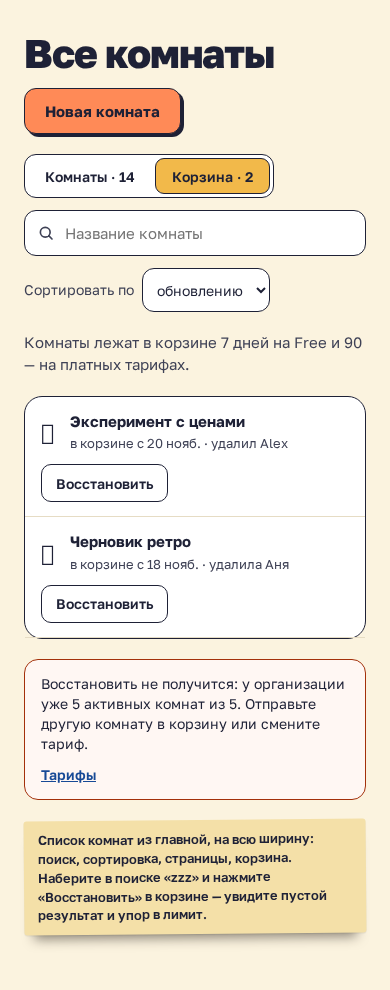 Все комнаты
Новая комната
Комнаты · 14
Корзина · 2
Название комнаты
Сортировать по
обновлению
Комнаты лежат в корзине 7 дней на Free и 90
— на платных тарифах.
Эксперимент с ценами
в корзине с 20 нояб. · удалил Alex
Восстановить
Черновик ретро
в корзине с 18 нояб. · удалила Аня
Восстановить
Восстановить не получится: у организации
уже 5 активных комнат из 5. Отправьте
другую комнату в корзину или смените
тариф.
Тарифы
Список комнат из главной, на всю ширину:
поиск, сортировка, страницы, корзина.
Наберите в поиске «zzz» и нажмите
«Восстановить» в корзине — увидите пустой
результат и упор в лимит.